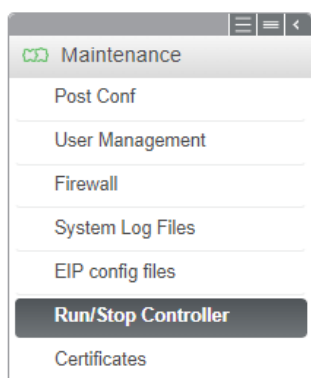 Maintenance
Post Conf
User Management
Firewall
System Log Files
EIP config files
Run/Stop Controller
Certificates